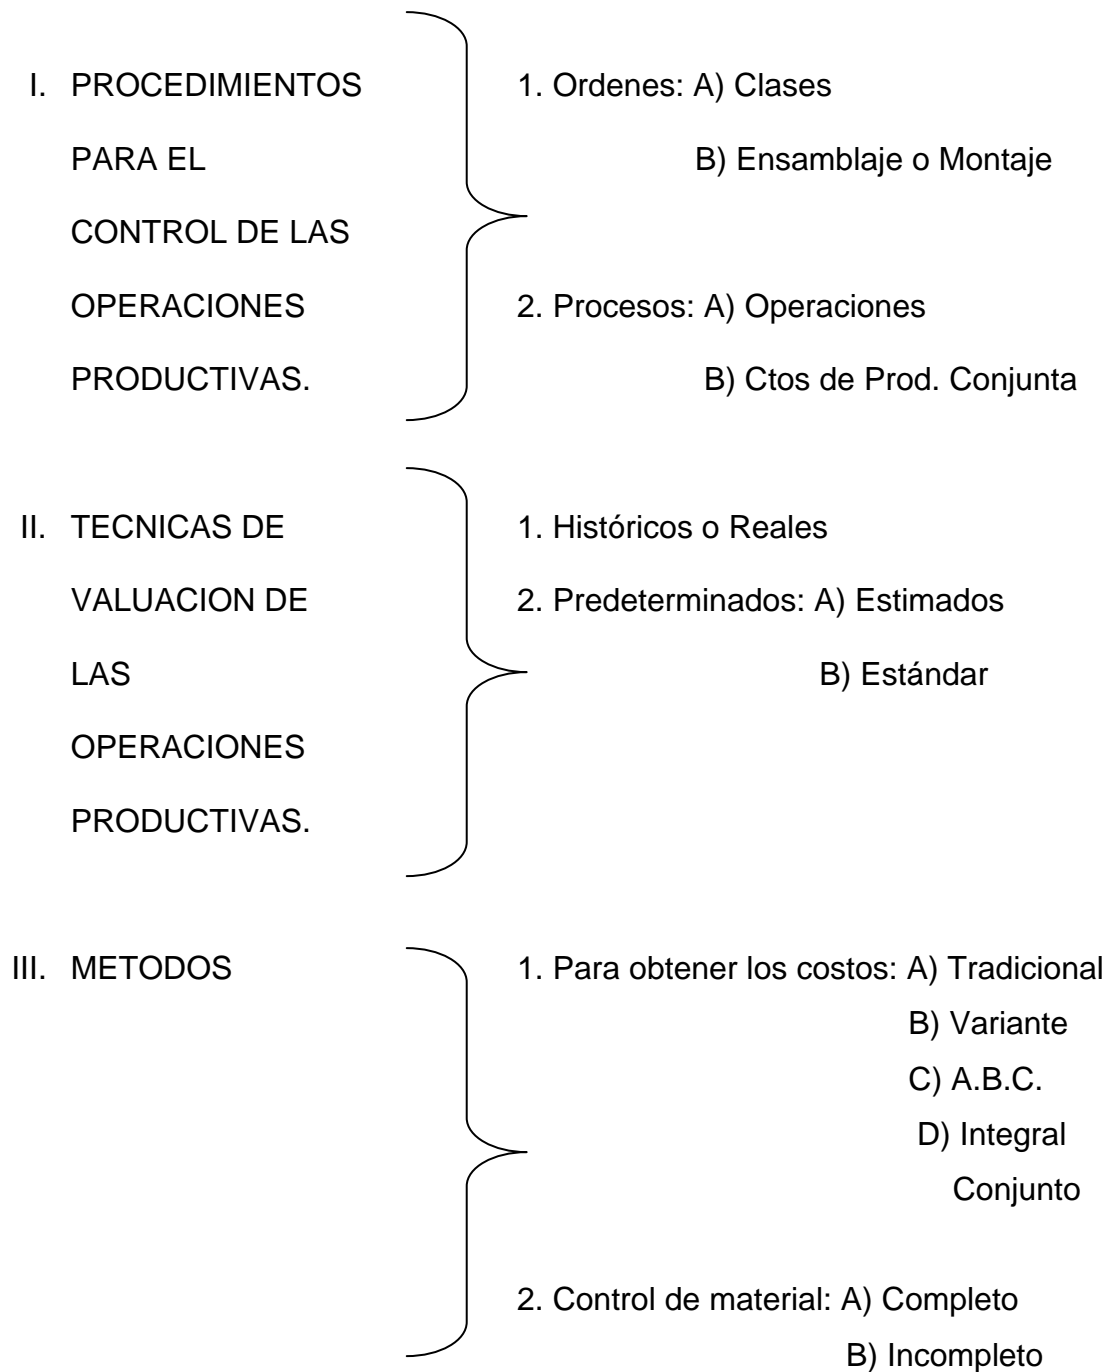 I. PROCEDIMIENTOS 1. Ordenes: A) Clases
PARA EL B) Ensamblaje o Montaje
CONTROL DE LAS
OPERACIONES 2. Procesos: A) Operaciones
PRODUCTIVAS. B) Ctos de Prod. Conjunta
II. TECNICAS DE 1. Históricos o Reales
VALUACION DE 2. Predeterminados: A) Estimados
LAS B) Estándar
OPERACIONES
PRODUCTIVAS.
III. METODOS 1. Para obtener los costos: A) Tradicional
B) Variante
C) A.B.C.
D) Integral
Conjunto
2. Control de material: A) Completo
B) Incompleto